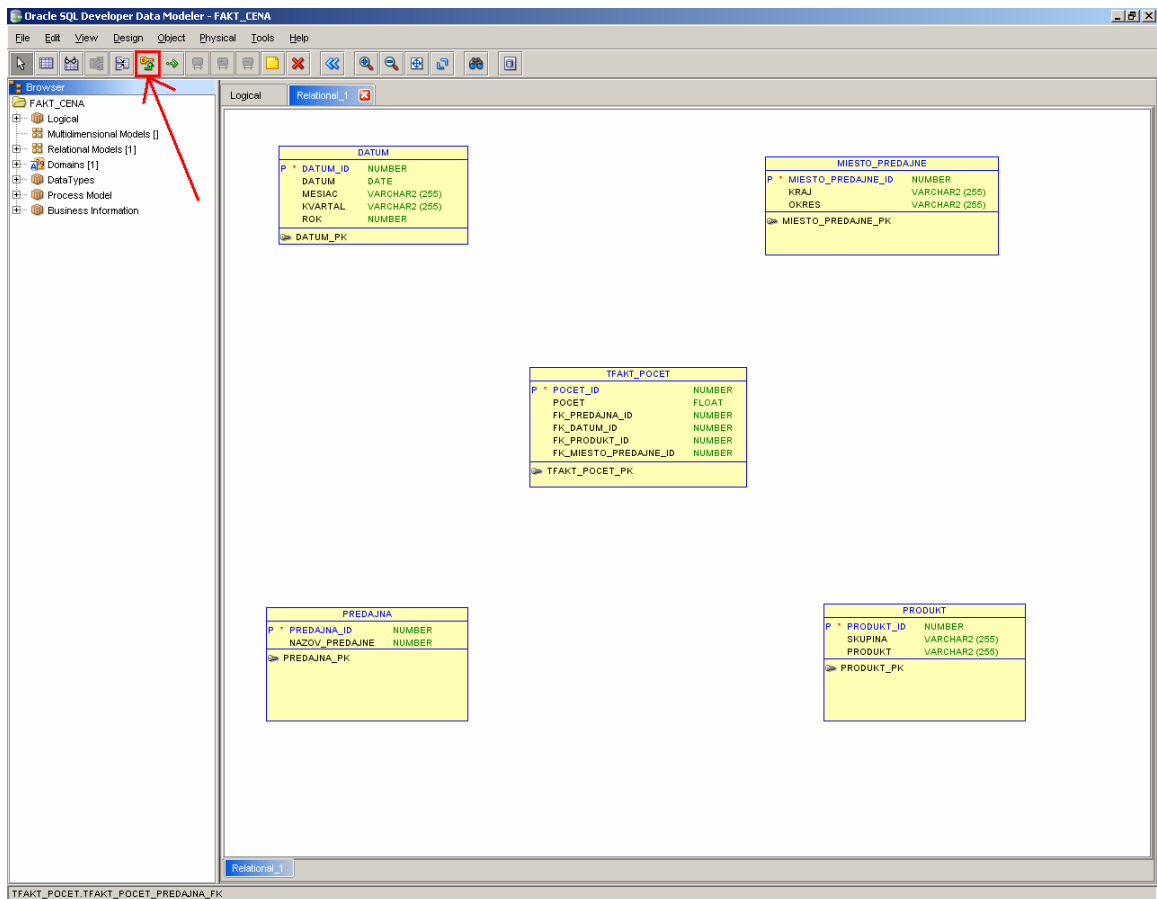 Oracle SQL Developer Data Modeler - FAKT_CENA
File Edit View Design Object Physical Tools Help
Browser
FAKT_CENA
Logical
Multidimensional Models []
Relational Models [1]
Domains [1]
DataTypes
Process Model
Business Information
Logical Relational_1
DATUM
P * DATUM_ID NUMBER
DATUM DATE
MESIAC VARCHAR2 (255)
KVARTAL VARCHAR2 (255)
ROK NUMBER
DATUM_PK
MIESTO_PREDAJNE
P * MIESTO_PREDAJNE_ID NUMBER
KRAJ VARCHAR2 (255)
OKRES VARCHAR2 (255)
MIESTO_PREDAJNE_PK
TFAKT_POCET
P * POCET_ID NUMBER
POCET FLOAT
FK_PREDAJNA_ID NUMBER
FK_DATUM_ID NUMBER
FK_PRODUKT_ID NUMBER
FK_MIESTO_PREDAJNE_ID NUMBER
TFAKT_POCET_PK
PREDAJNA
P * PREDAJNA_ID NUMBER
NAZOV_PREDAJNE NUMBER
PREDAJNA_PK
PRODUKT
P * PRODUKT_ID NUMBER
SKUPINA VARCHAR2 (255)
PRODUKT VARCHAR2 (255)
PRODUKT_PK
Relational_1
TFAKT_POCET.TFAKT_POCET_PREDAJNA_FK